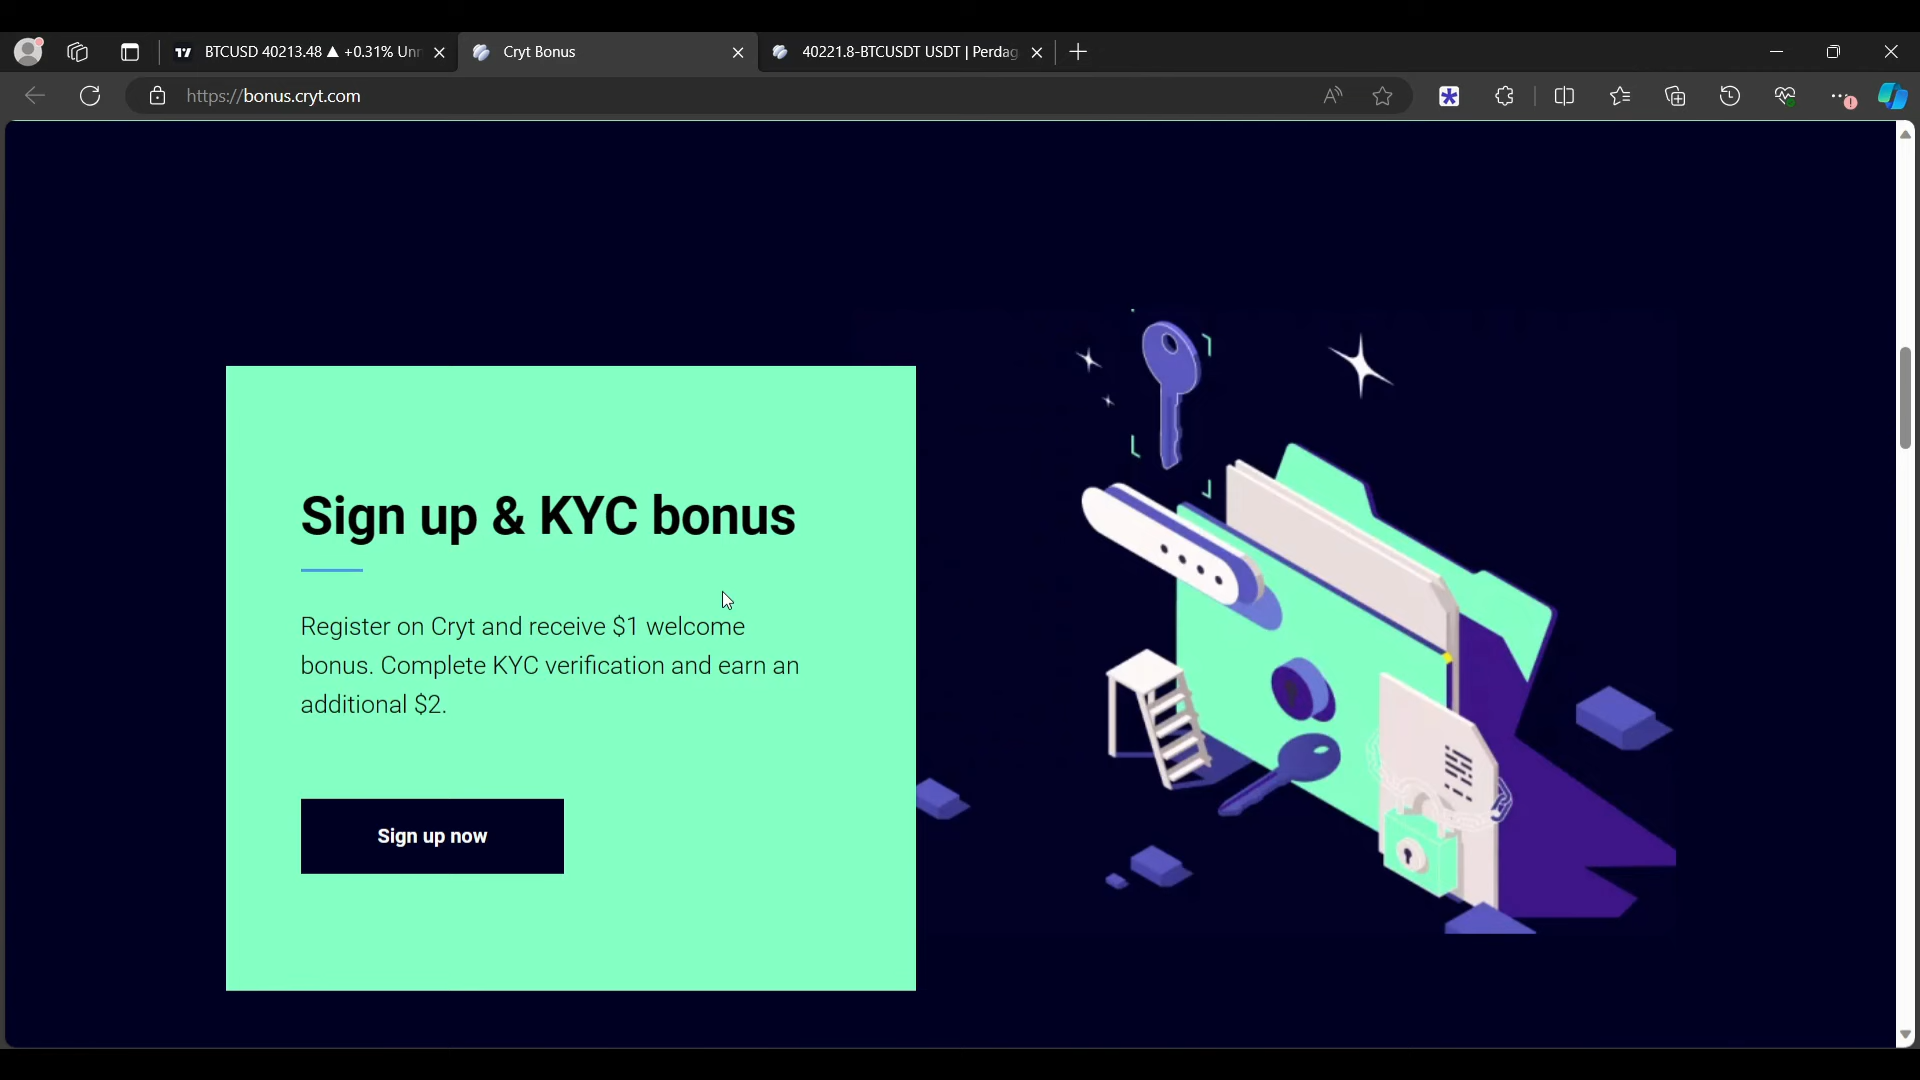 BTCUSD 40213.48 ▲ +0.31% Unn
Cryt Bonus
40221.8-BTCUSDT USDT | Perdag
https://bonus.cryt.com
Sign up & KYC bonus
Register on Cryt and receive $1 welcome
bonus. Complete KYC verification and earn an
additional $2.
Sign up now